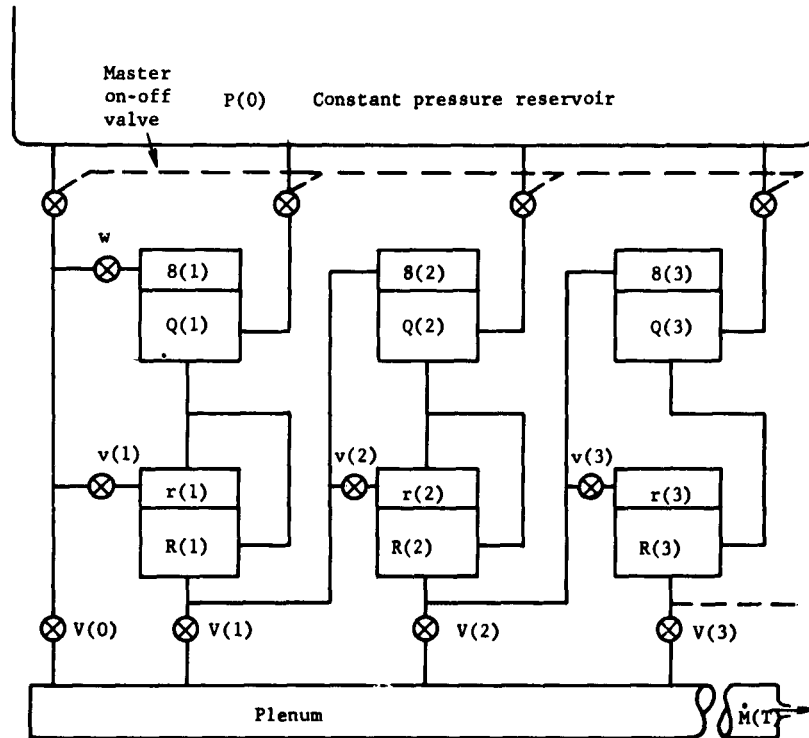 Master
on-off
valve
P(0) Constant pressure reservoir
w
8(1) 8(2) 8(3)
Q(1) Q(2) Q(3)
v(1) v(2) v(3)
r(1) r(2) r(3)
R(1) R(2) R(3)
V(0) V(1) V(2) V(3)
Plenum Ṁ(T)